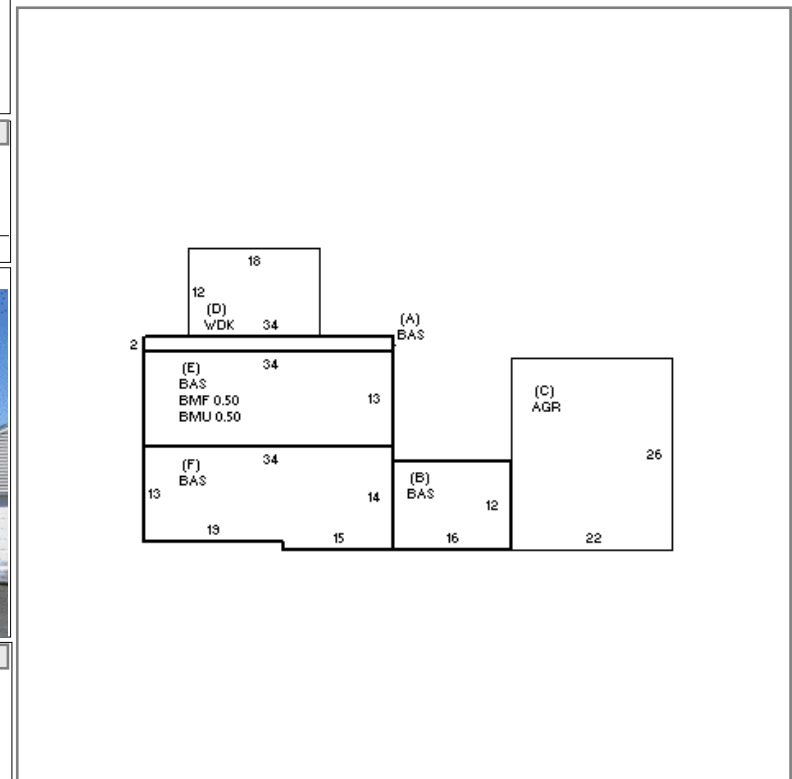 18
12
(D)
WDK 34
(A)
BAS
2
34
(E)
BAS
BMF 0.50
BMU 0.50
13
(C)
AGR
26
34
(F)
BAS
13
14
(B)
BAS
12
19
15
16
22